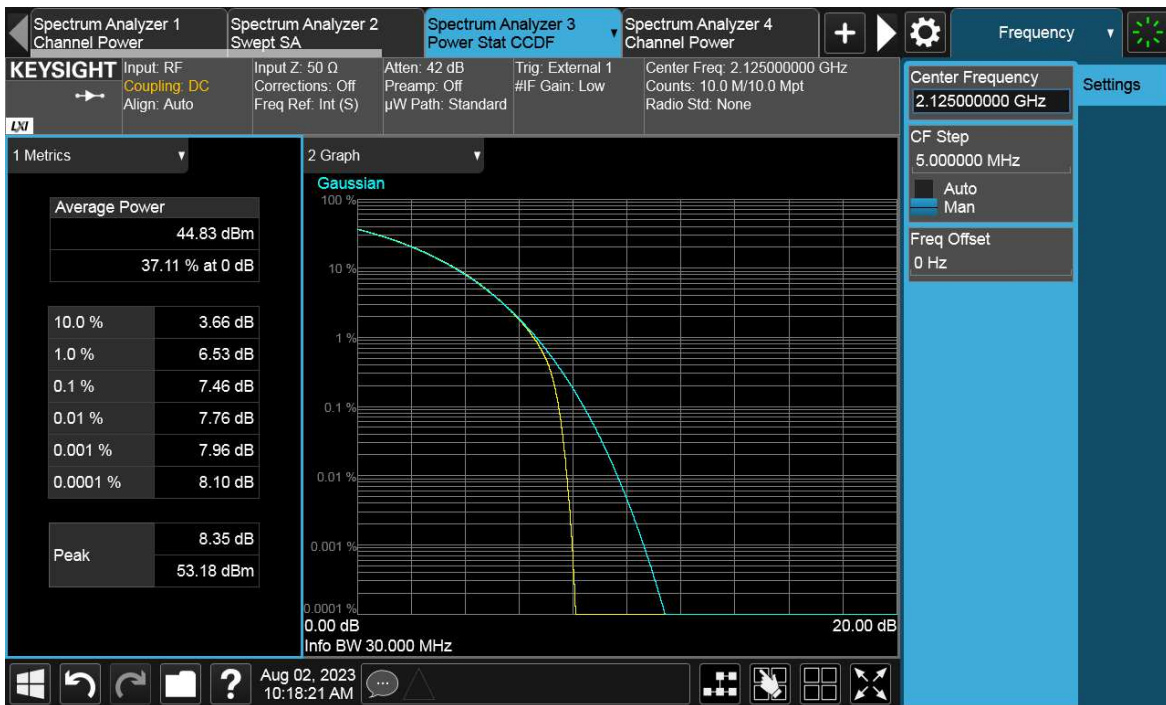 Spectrum Analyzer 1
Channel Power
Spectrum Analyzer 2
Swept SA
Spectrum Analyzer 3
Power Stat CCDF
Spectrum Analyzer 4
Channel Power
+
Frequency
KEYSIGHT
LXI
Input: RF
Coupling: DC
Align: Auto
Input Z: 50 Ω
Corrections: Off
Freq Ref: Int (S)
Atten: 42 dB
Preamp: Off
µW Path: Standard
Trig: External 1
#IF Gain: Low
Center Freq: 2.125000000 GHz
Counts: 10.0 M/10.0 Mpt
Radio Std: None
Center Frequency
2.125000000 GHz
Settings
CF Step
5.000000 MHz
Auto
Man
Freq Offset
0 Hz
1 Metrics
Average Power
44.83 dBm
37.11 % at 0 dB
10.0 % 3.66 dB
1.0 % 6.53 dB
0.1 % 7.46 dB
0.01 % 7.76 dB
0.001 % 7.96 dB
0.0001 % 8.10 dB
Peak
8.35 dB
53.18 dBm
2 Graph
Gaussian
100 %
10 %
1 %
0.1 %
0.01 %
0.001 %
0.0001 %
0.00 dB 20.00 dB
Info BW 30.000 MHz
?
Aug 02, 2023
10:18:21 AM